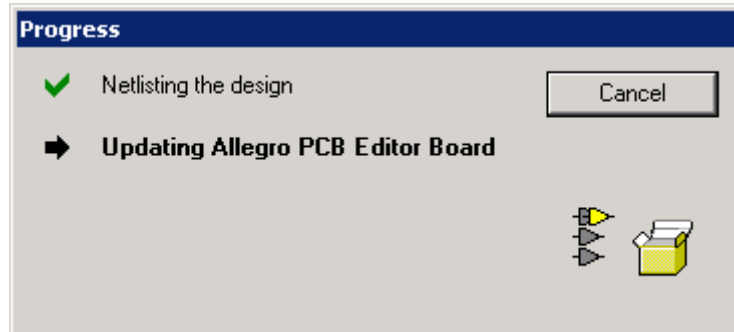 Progress
Netlisting the design
Cancel
Updating Allegro PCB Editor Board